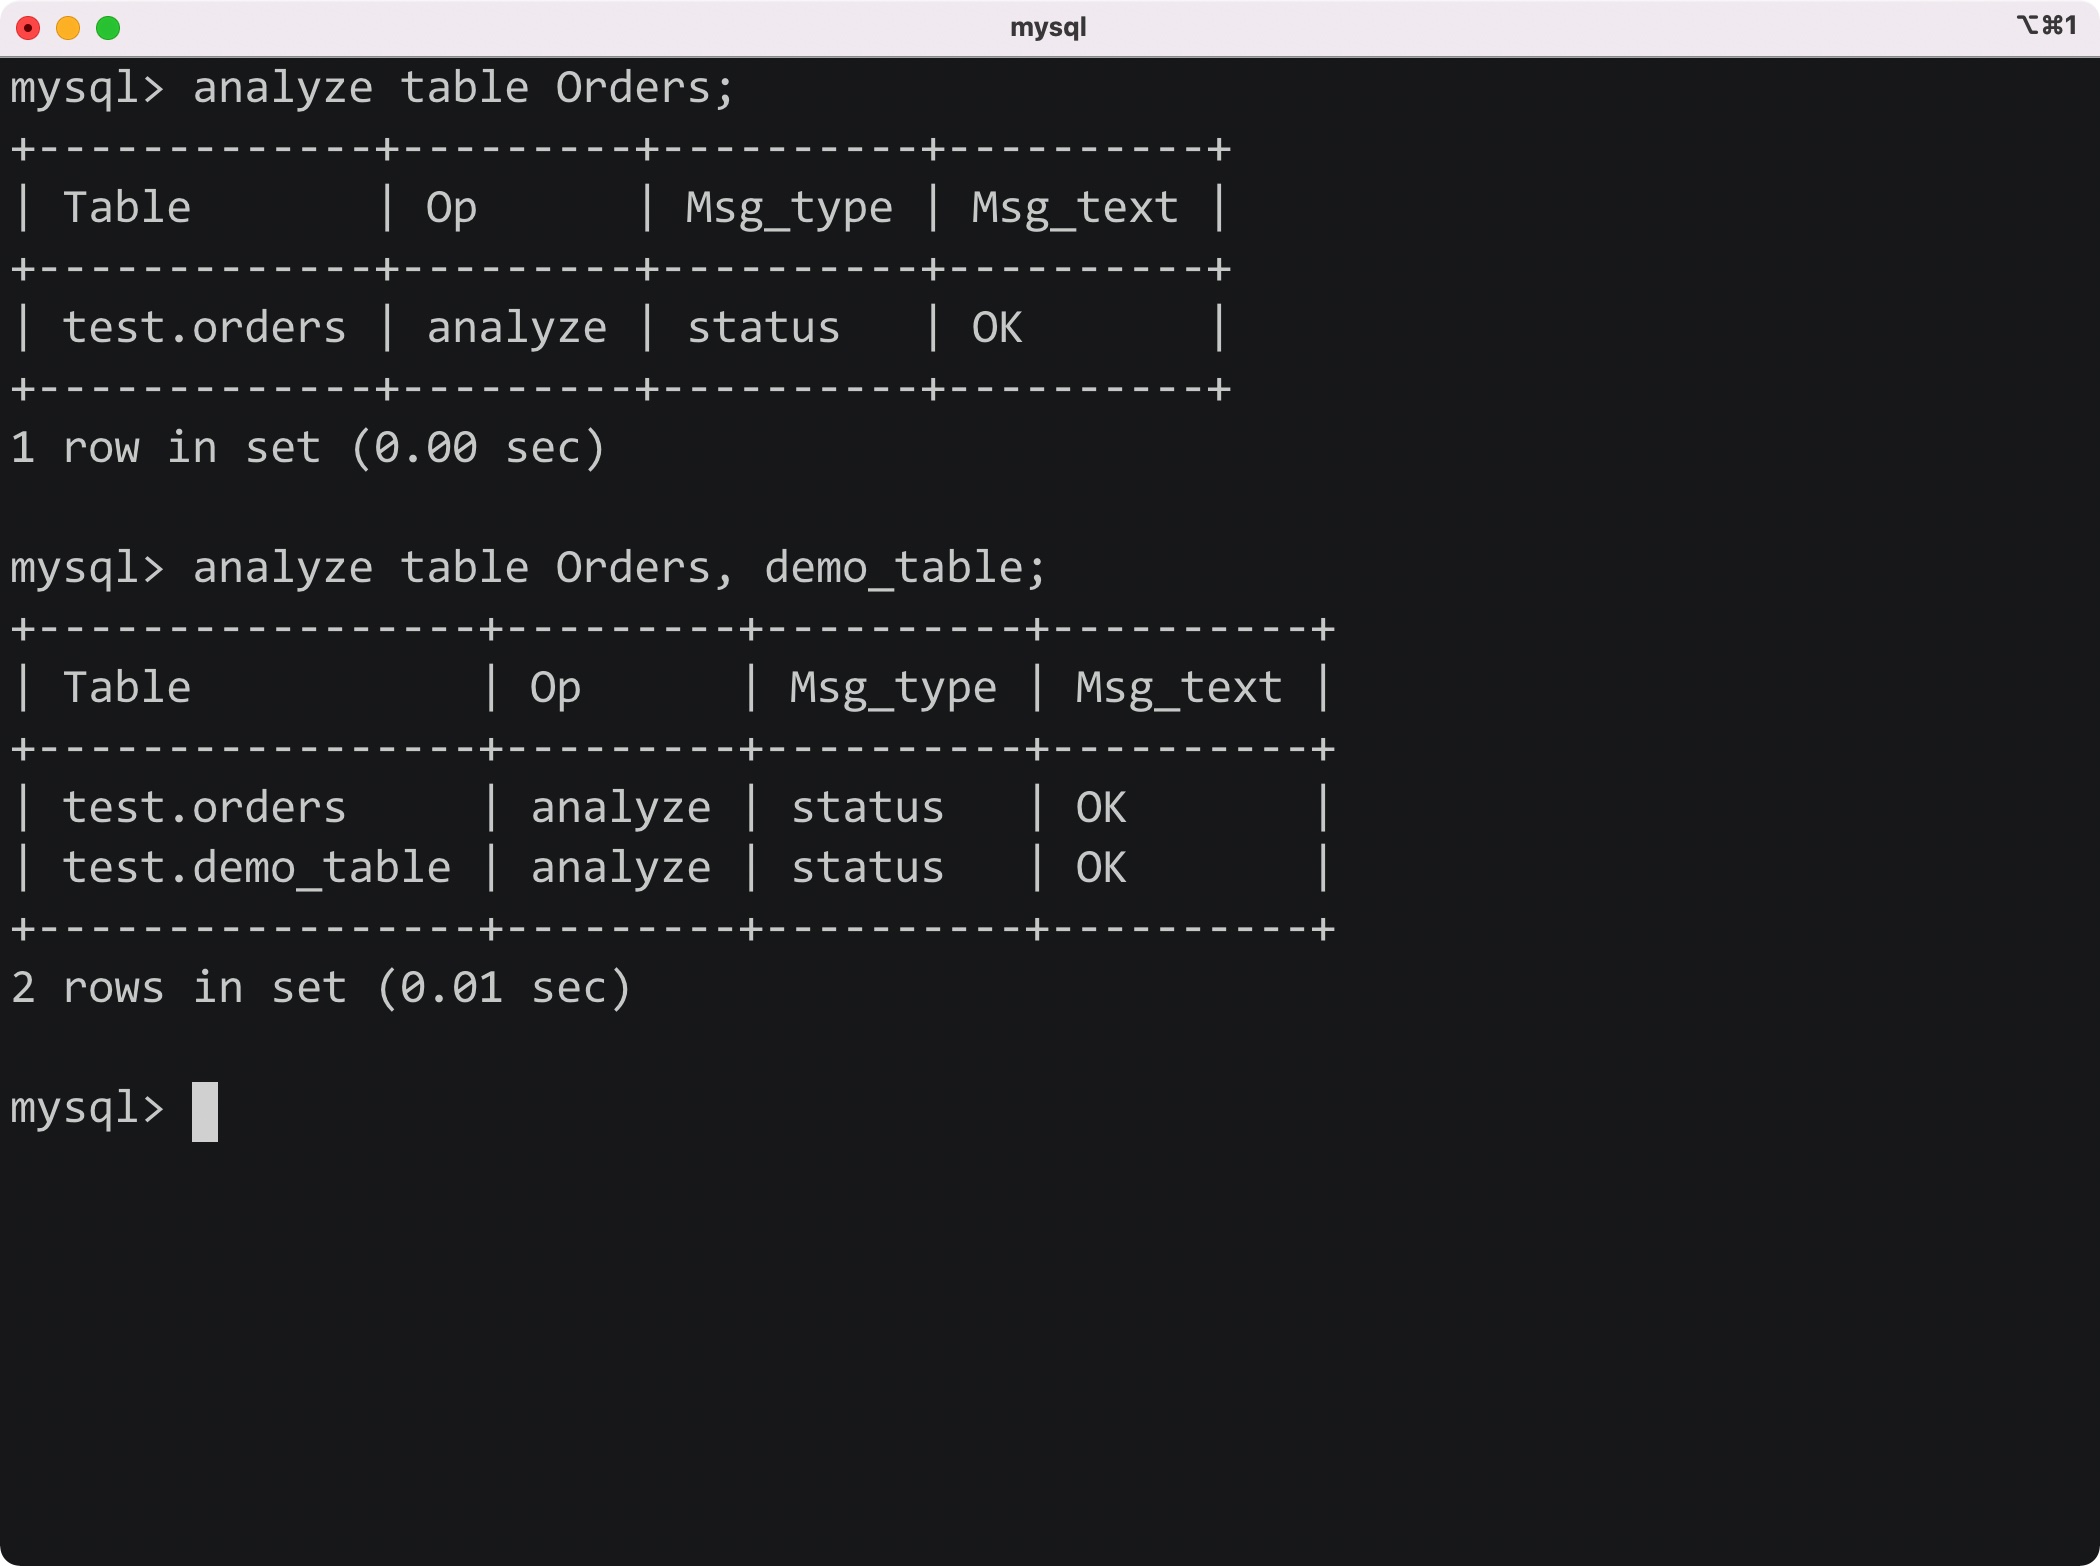 mysql
⌥⌘1
mysql> analyze table Orders;
+-------------+---------+----------+----------+
| Table       | Op      | Msg_type | Msg_text |
+-------------+---------+----------+----------+
| test.orders | analyze | status   | OK       |
+-------------+---------+----------+----------+
1 row in set (0.00 sec)

mysql> analyze table Orders, demo_table;
+-----------------+---------+----------+----------+
| Table           | Op      | Msg_type | Msg_text |
+-----------------+---------+----------+----------+
| test.orders     | analyze | status   | OK       |
| test.demo_table | analyze | status   | OK       |
+-----------------+---------+----------+----------+
2 rows in set (0.01 sec)

mysql>